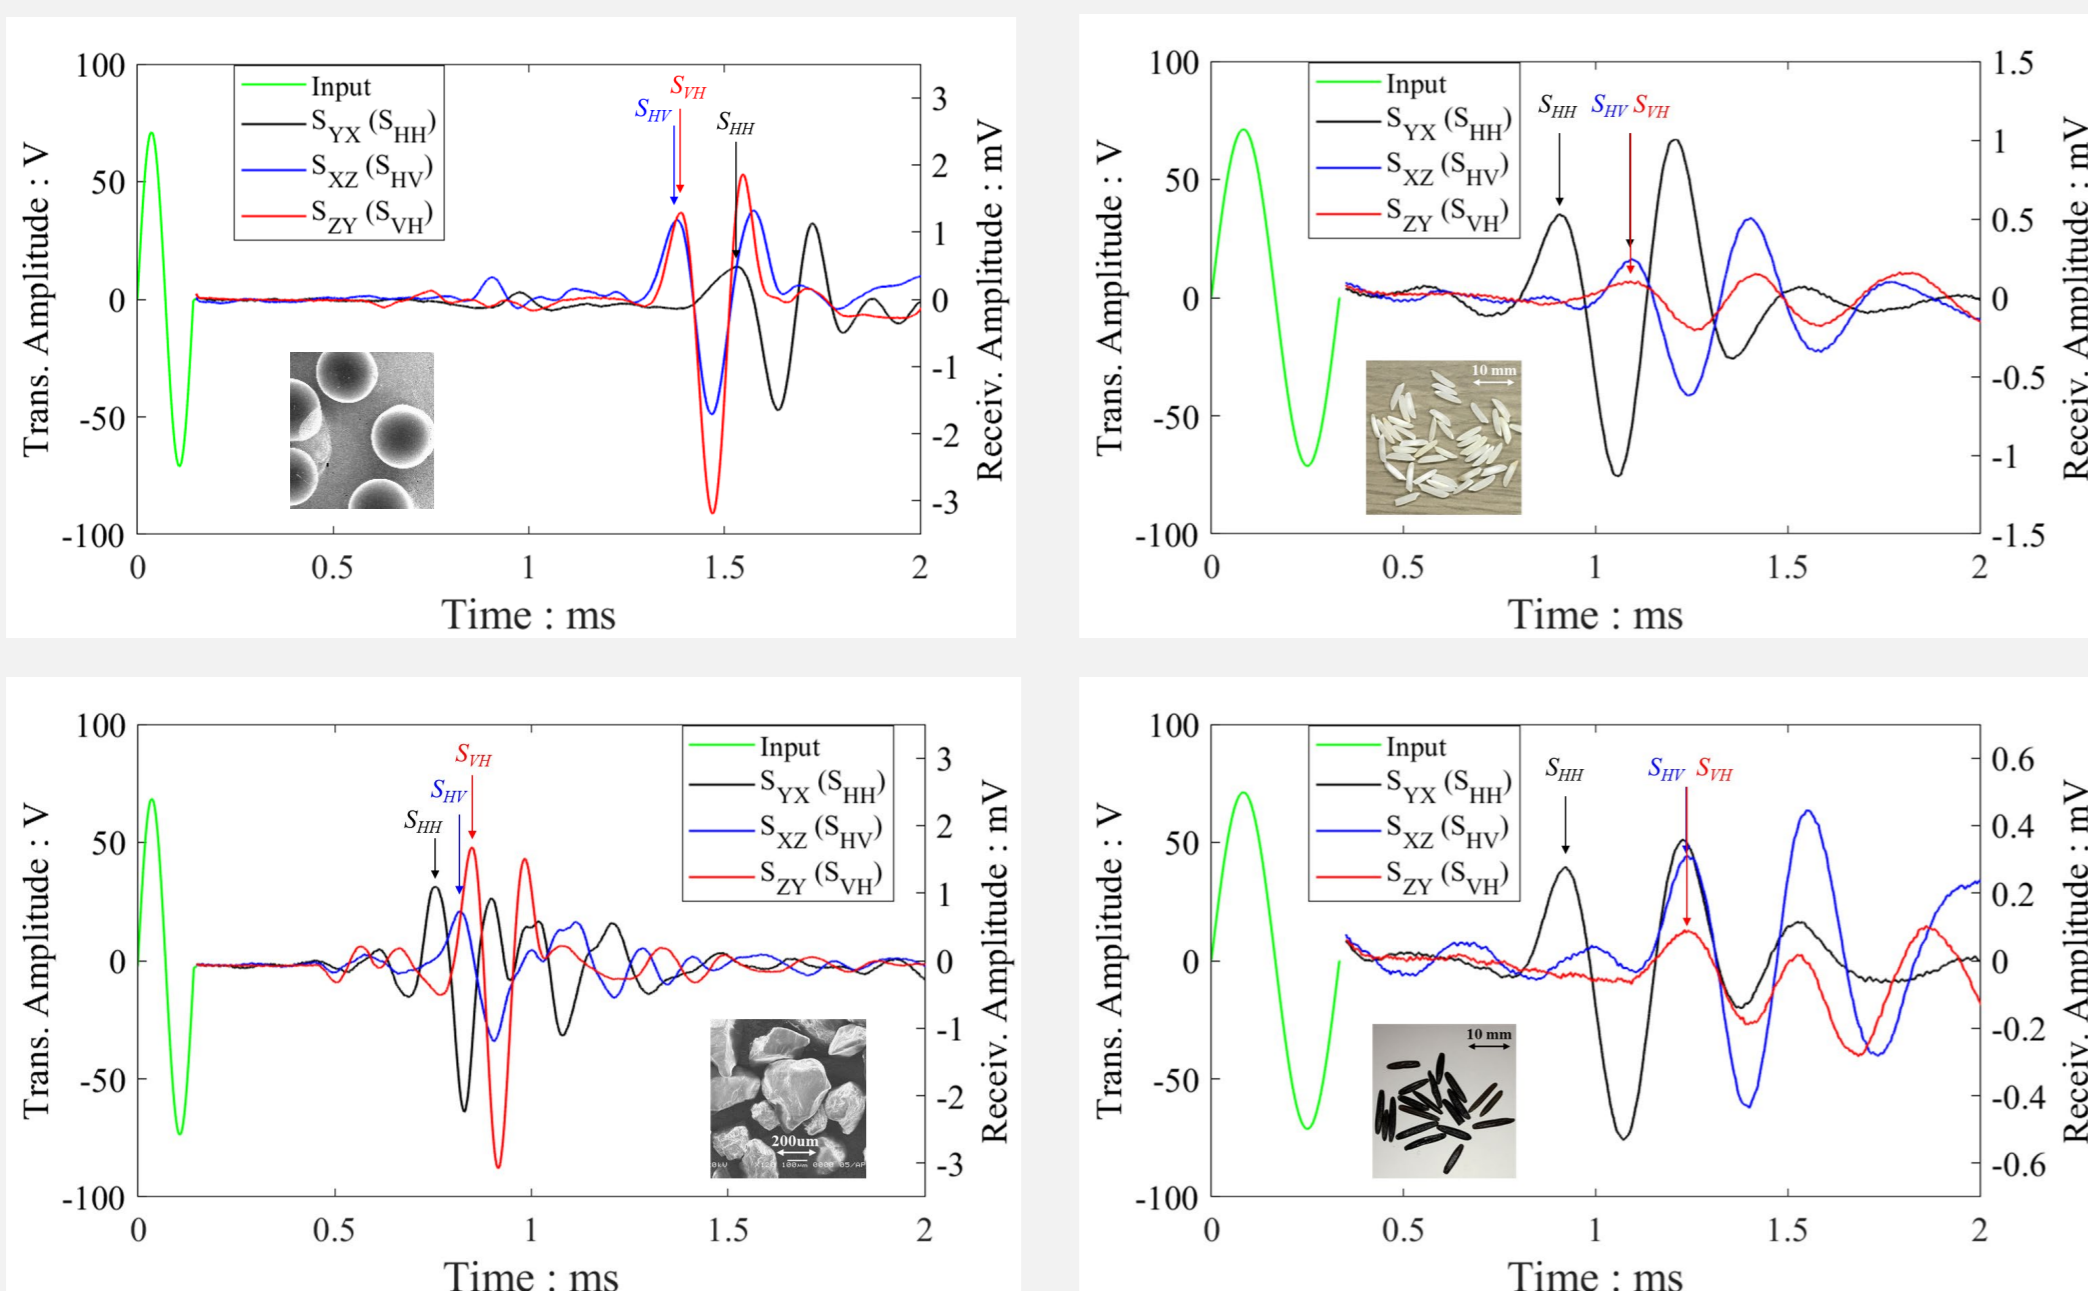 100
50
0
-50
-100
Trans. Amplitude : V
Input
S_YX (S_HH)
S_XZ (S_HV)
S_ZY (S_VH)
S_HV
S_VH
S_HH
3
2
1
0
-1
-2
-3
Receiv. Amplitude : mV
0 0.5 1 1.5 2
Time : ms
100
50
0
-50
-100
Trans. Amplitude : V
Input
S_YX (S_HH)
S_XZ (S_HV)
S_ZY (S_VH)
S_HH S_HV S_VH
10 mm
1.5
1
0.5
0
-0.5
-1
-1.5
Receiv. Amplitude : mV
0 0.5 1 1.5 2
Time : ms
100
50
0
-50
-100
Trans. Amplitude : V
S_VH
S_HV
S_HH
Input
S_YX (S_HH)
S_XZ (S_HV)
S_ZY (S_VH)
200um
3
2
1
0
-1
-2
-3
Receiv. Amplitude : mV
0 0.5 1 1.5 2
Time : ms
100
50
0
-50
-100
Trans. Amplitude : V
Input
S_YX (S_HH)
S_XZ (S_HV)
S_ZY (S_VH)
S_HH S_HV S_VH
10 mm
0.6
0.4
0.2
0
-0.2
-0.4
-0.6
Receiv. Amplitude : mV
0 0.5 1 1.5 2
Time : ms